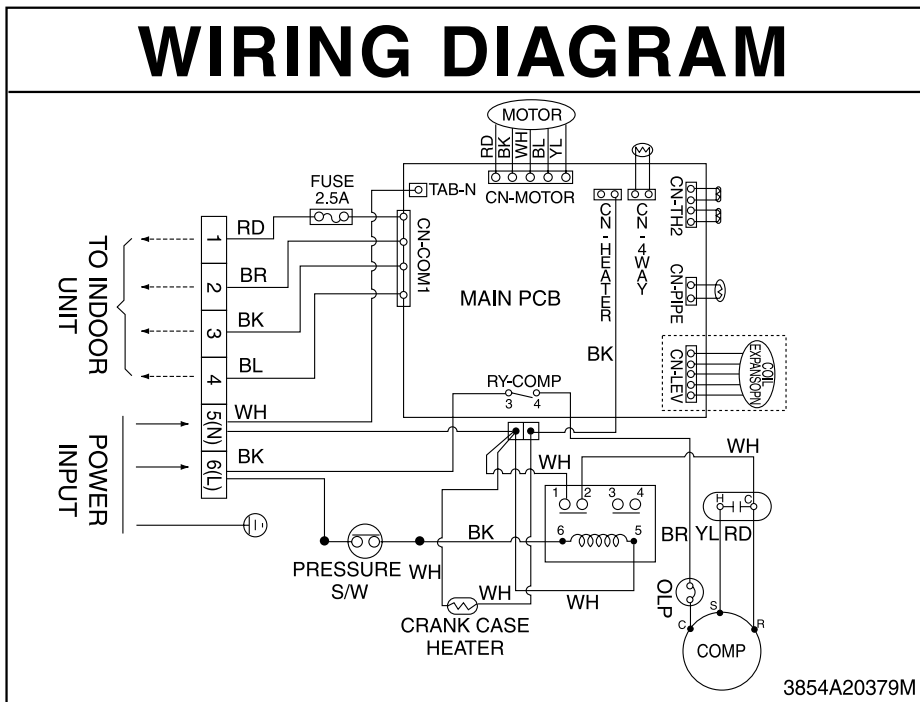 WIRING DIAGRAM
MOTOR
RD
BK
WH
BL
YL
CN-MOTOR
FUSE
2.5A
TAB-N
CN-COM1
CN-HEATER
CN-4WAY
CN-TH2
CN-PIPE
CN-LEV
EXPANSOPN
COIL
MAIN PCB
TO INDOOR
UNIT
1
RD
2
BR
3
BK
4
BL
5(N)
WH
6(L)
BK
POWER
INPUT
RY-COMP
3 4
BK
WH
WH
1 2 3 4
6 5
BK
PRESSURE
S/W
WH
WH
WH
CRANK CASE
HEATER
BR
YL
RD
H
C
OLP
C
S
R
COMP
3854A20379M